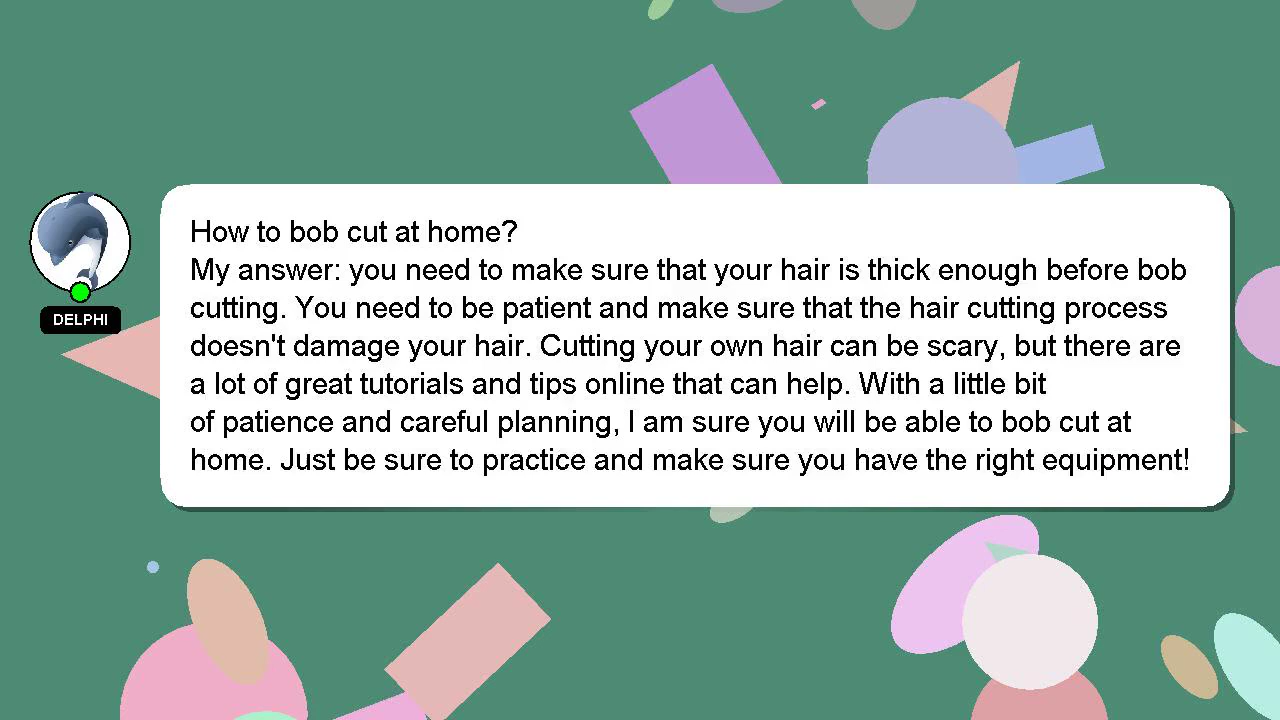 How to bob cut at home?
My answer: you need to make sure that your hair is thick enough before bob
cutting. You need to be patient and make sure that the hair cutting process
doesn't damage your hair. Cutting your own hair can be scary, but there are
a lot of great tutorials and tips online that can help. With a little bit
of patience and careful planning, I am sure you will be able to bob cut at
home. Just be sure to practice and make sure you have the right equipment!
DELPHI